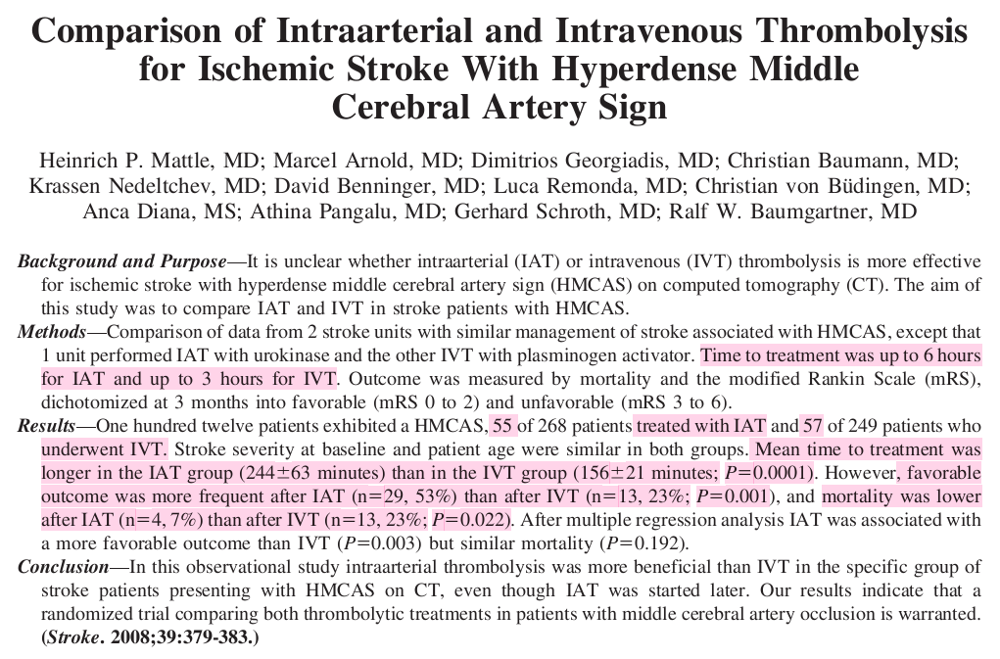 Comparison of Intraarterial and Intravenous Thrombolysis
for Ischemic Stroke With Hyperdense Middle
Cerebral Artery Sign
Heinrich P. Mattle, MD; Marcel Arnold, MD; Dimitrios Georgiadis, MD; Christian Baumann, MD;
Krassen Nedeltchev, MD; David Benninger, MD; Luca Remonda, MD; Christian von Büdingen, MD;
Anca Diana, MS; Athina Pangalu, MD; Gerhard Schroth, MD; Ralf W. Baumgartner, MD
Background and Purpose—It is unclear whether intraarterial (IAT) or intravenous (IVT) thrombolysis is more effective
for ischemic stroke with hyperdense middle cerebral artery sign (HMCAS) on computed tomography (CT). The aim of
this study was to compare IAT and IVT in stroke patients with HMCAS.
Methods—Comparison of data from 2 stroke units with similar management of stroke associated with HMCAS, except that
1 unit performed IAT with urokinase and the other IVT with plasminogen activator. Time to treatment was up to 6 hours
for IAT and up to 3 hours for IVT. Outcome was measured by mortality and the modified Rankin Scale (mRS),
dichotomized at 3 months into favorable (mRS 0 to 2) and unfavorable (mRS 3 to 6).
Results—One hundred twelve patients exhibited a HMCAS, 55 of 268 patients treated with IAT and 57 of 249 patients who
underwent IVT. Stroke severity at baseline and patient age were similar in both groups. Mean time to treatment was
longer in the IAT group (244±63 minutes) than in the IVT group (156±21 minutes; P=0.0001). However, favorable
outcome was more frequent after IAT (n=29, 53%) than after IVT (n=13, 23%; P=0.001), and mortality was lower
after IAT (n=4, 7%) than after IVT (n=13, 23%; P=0.022). After multiple regression analysis IAT was associated with
a more favorable outcome than IVT (P=0.003) but similar mortality (P=0.192).
Conclusion—In this observational study intraarterial thrombolysis was more beneficial than IVT in the specific group of
stroke patients presenting with HMCAS on CT, even though IAT was started later. Our results indicate that a
randomized trial comparing both thrombolytic treatments in patients with middle cerebral artery occlusion is warranted.
(Stroke. 2008;39:379-383.)